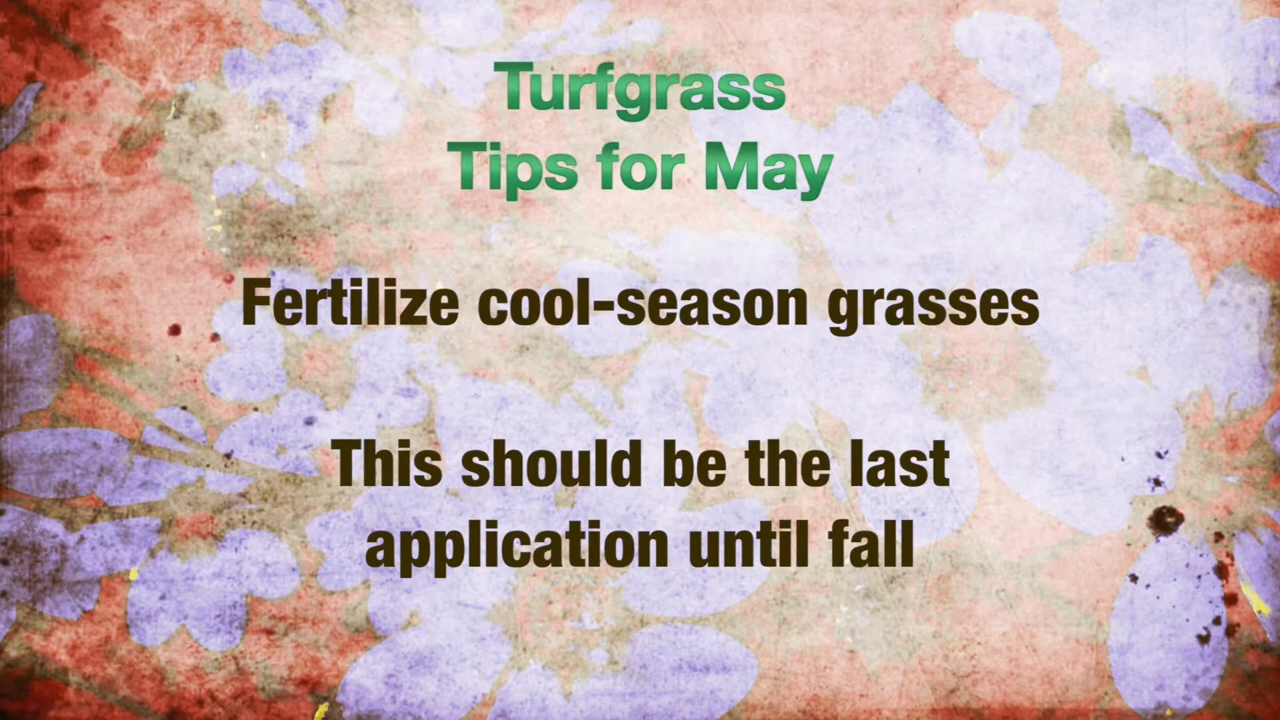 Turfgrass
Tips for May
Fertilize cool-season grasses
This should be the last
application until fall